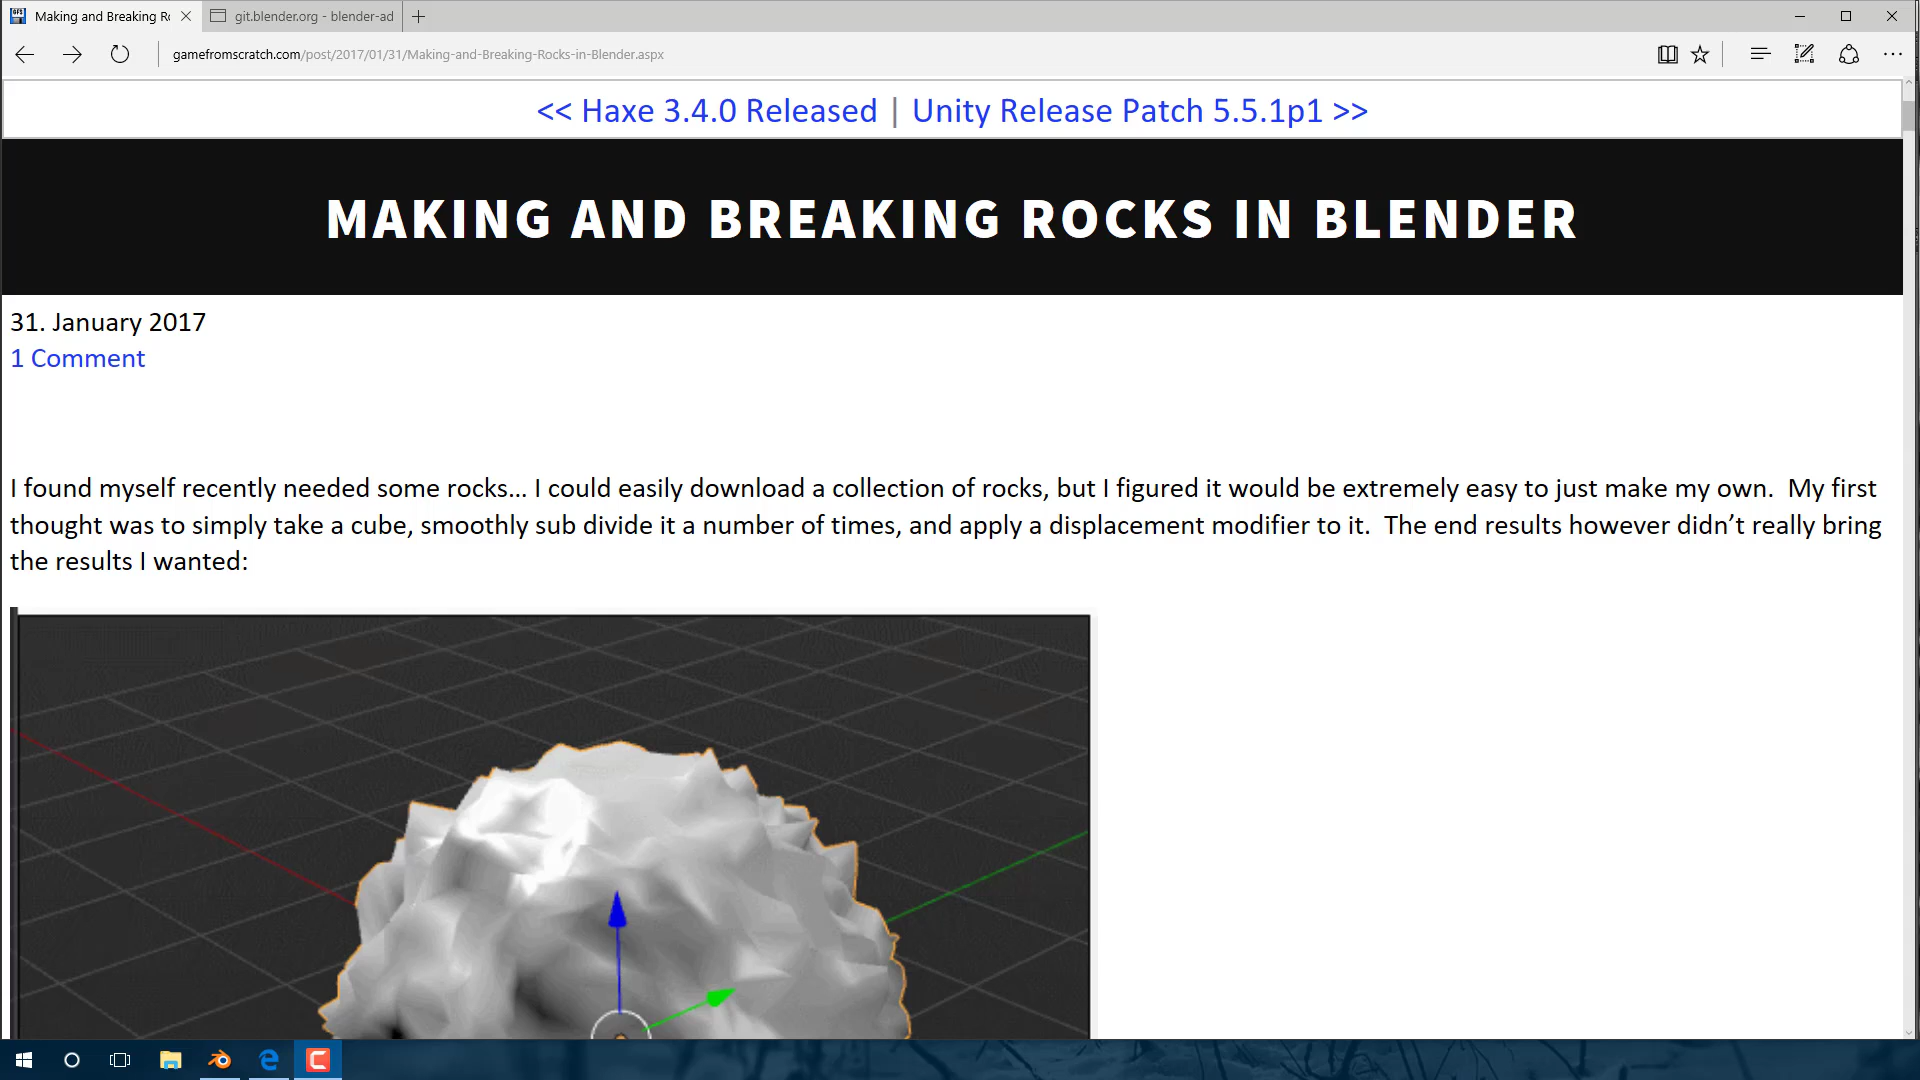 Making and Breaking Ro
git.blender.org - blender-ad
gamefromscratch.com/post/2017/01/31/Making-and-Breaking-Rocks-in-Blender.aspx
<< Haxe 3.4.0 Released | Unity Release Patch 5.5.1p1 >>
MAKING AND BREAKING ROCKS IN BLENDER
31. January 2017
1 Comment
I found myself recently needed some rocks... I could easily download a collection of rocks, but I figured it would be extremely easy to just make my own.  My first
thought was to simply take a cube, smoothly sub divide it a number of times, and apply a displacement modifier to it.  The end results however didn’t really bring
the results I wanted: